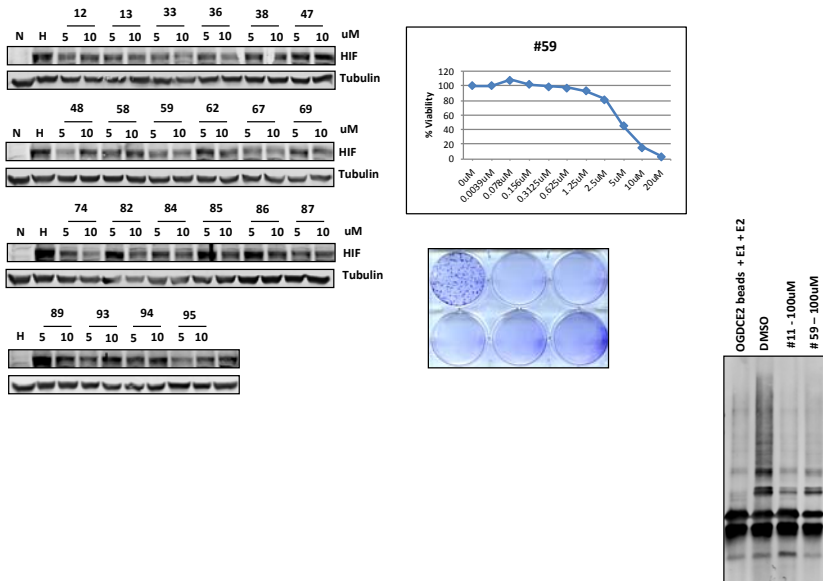 12 13 33 36 38 47
N H 5 10 5 10 5 10 5 10 5 10 5 10 uM
HIF
Tubulin
48 58 59 62 67 69
N H 5 10 5 10 5 10 5 10 5 10 5 10 uM
HIF
Tubulin
74 82 84 85 86 87
N H 5 10 5 10 5 10 5 10 5 10 5 10 uM
HIF
Tubulin
89 93 94 95
H 5 10 5 10 5 10 5 10
#59
% Viability
120
100
80
60
40
20
0
0uM
0.0039uM
0.078uM
0.156uM
0.3125uM
0.625uM
1.25uM
2.5uM
5uM
10uM
20uM
OGDCE2 beads + E1 + E2
DMSO
#11 - 100uM
# 59 – 100uM